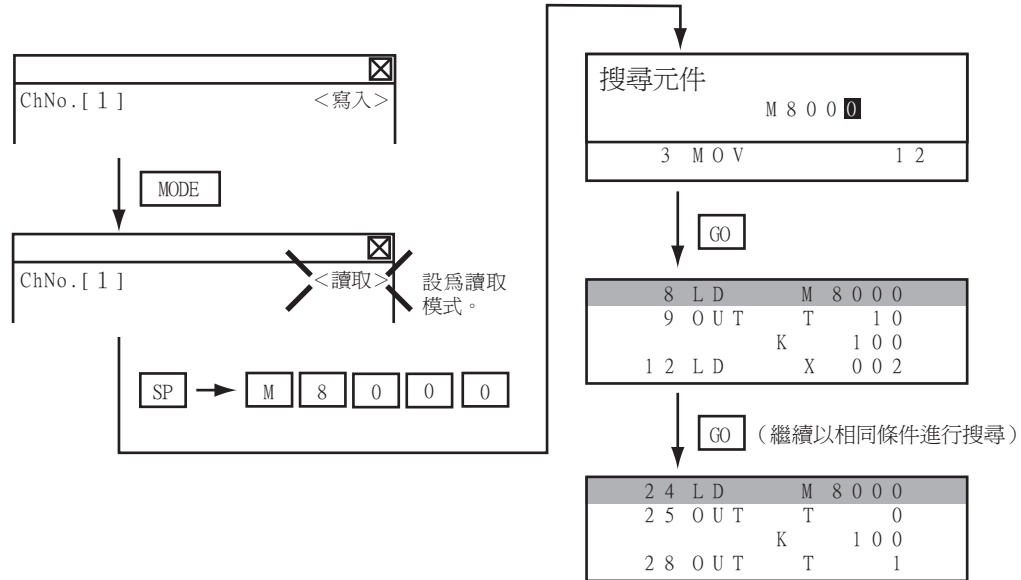 ChNo.[1] <寫入>
MODE
ChNo.[1] <讀取>
設爲讀取
模式。
SP M 8 0 0 0
搜尋元件
M8000
3 MOV 12
GO
8 LD M 8000
9 OUT T 10
K 100
12 LD X 002
GO (繼續以相同條件進行搜尋)
24 LD M 8000
25 OUT T 0
K 100
28 OUT T 1